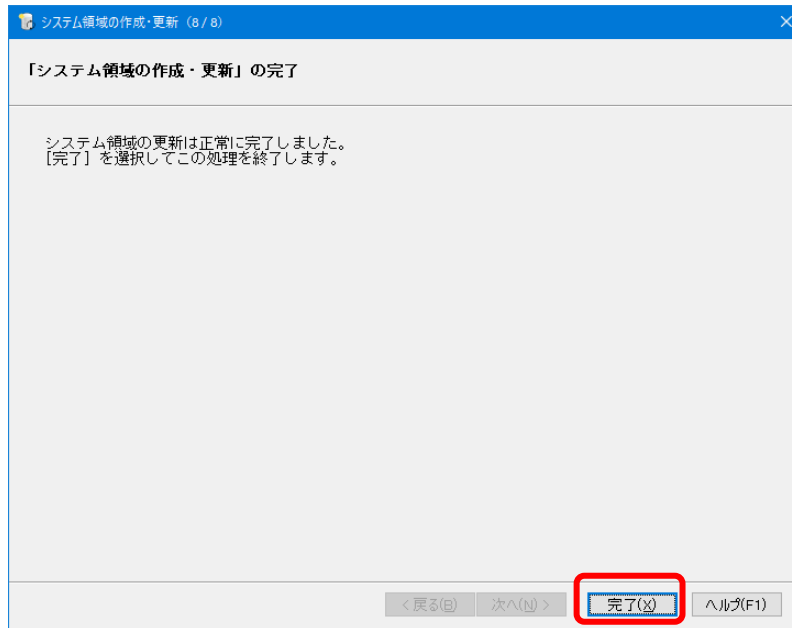 システム領域の作成・更新 (8/8)
「システム領域の作成・更新」の完了
システム領域の更新は正常に完了しました。
[完了] を選択してこの処理を終了します。
< 戻る(B) 次へ(N) > 完了(X) ヘルプ(F1)